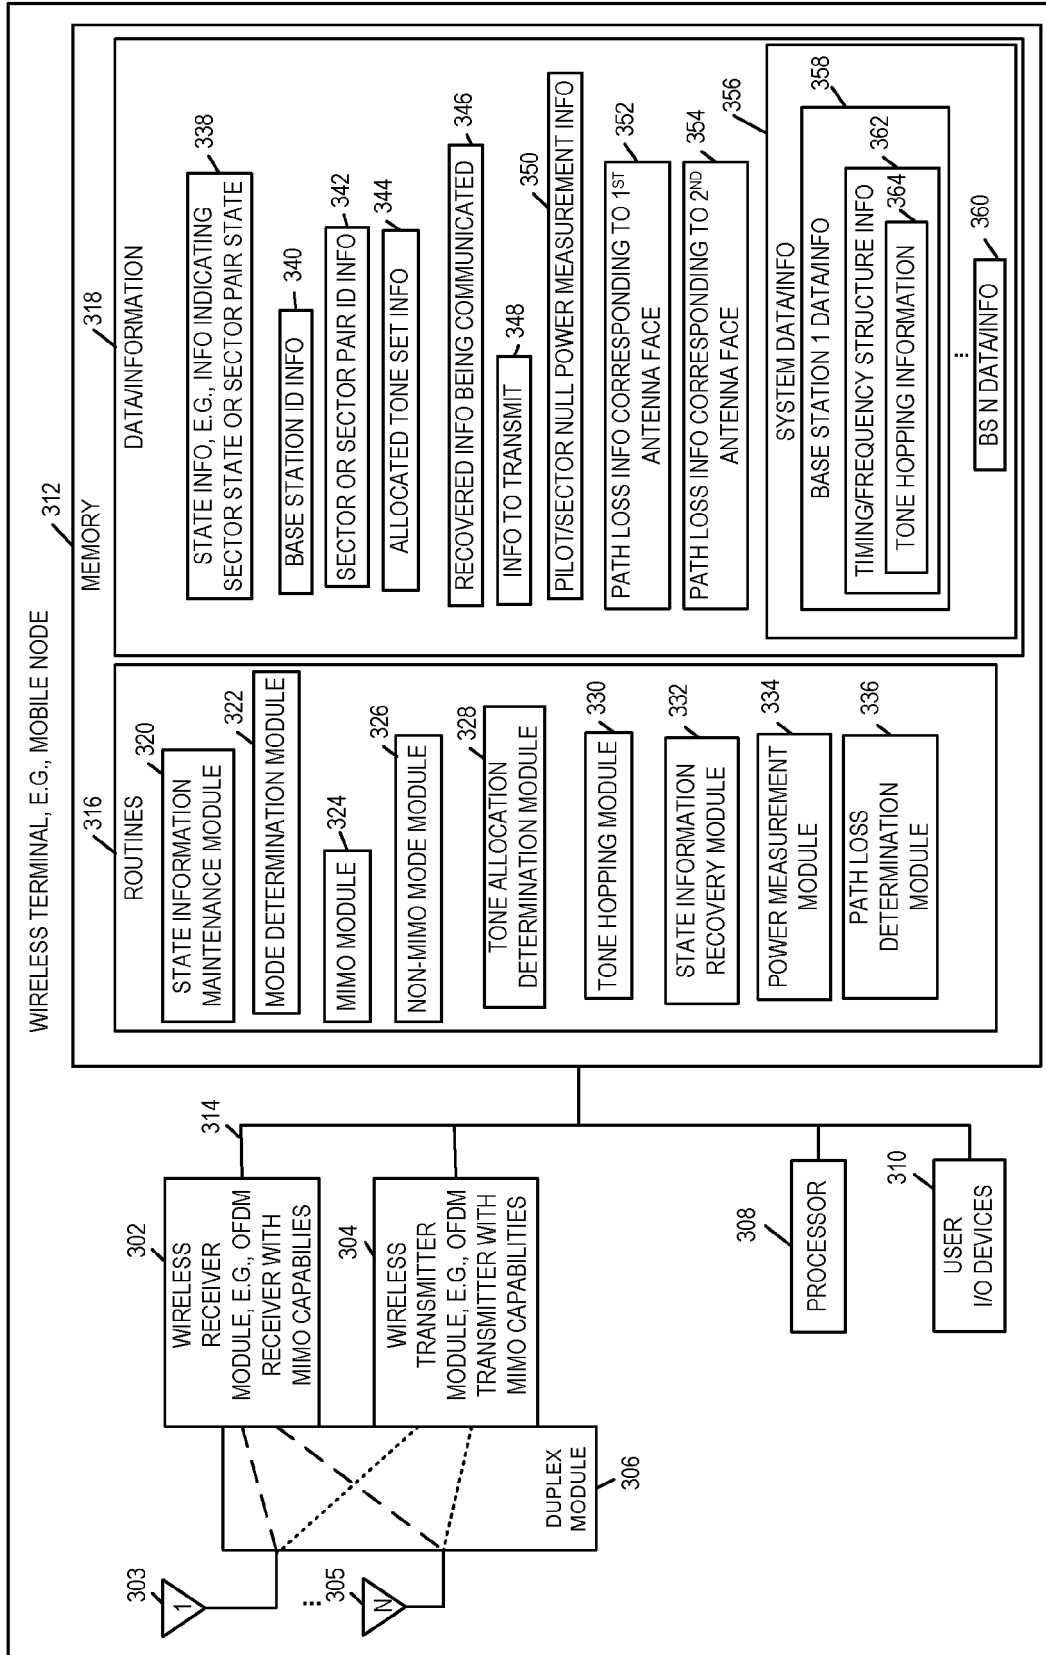 WIRELESS TERMINAL, E.G., MOBILE NODE
312
MEMORY
316
ROUTINES
320
STATE INFORMATION
MAINTENANCE MODULE
322
MODE DETERMINATION MODULE
324
MIMO MODULE
326
NON-MIMO MODE MODULE
328
TONE ALLOCATION
DETERMINATION MODULE
330
TONE HOPPING MODULE
332
STATE INFORMATION
RECOVERY MODULE
334
POWER MEASUREMENT
MODULE
336
PATH LOSS
DETERMINATION
MODULE
318
DATA/INFORMATION
338
STATE INFO, E.G., INFO INDICATING
SECTOR STATE OR SECTOR PAIR STATE
340
BASE STATION ID INFO
342
SECTOR OR SECTOR PAIR ID INFO
344
ALLOCATED TONE SET INFO
346
RECOVERED INFO BEING COMMUNICATED
348
INFO TO TRANSMIT
350
PILOT/SECTOR NULL POWER MEASUREMENT INFO
352
PATH LOSS INFO CORRESPONDING TO 1ST
ANTENNA FACE
354
PATH LOSS INFO CORRESPONDING TO 2ND
ANTENNA FACE
356
SYSTEM DATA/INFO
358
BASE STATION 1 DATA/INFO
362
TIMING/FREQUENCY STRUCTURE INFO
364
TONE HOPPING INFORMATION
...
360
BS N DATA/INFO
314
302
WIRELESS
RECEIVER
MODULE, E.G., OFDM
RECEIVER WITH
MIMO CAPABILIES
304
WIRELESS
TRANSMITTER
MODULE, E.G., OFDM
TRANSMITTER WITH
MIMO CAPABILITIES
308
PROCESSOR
310
USER
I/O DEVICES
DUPLEX
MODULE
306
303
1
...
305
N